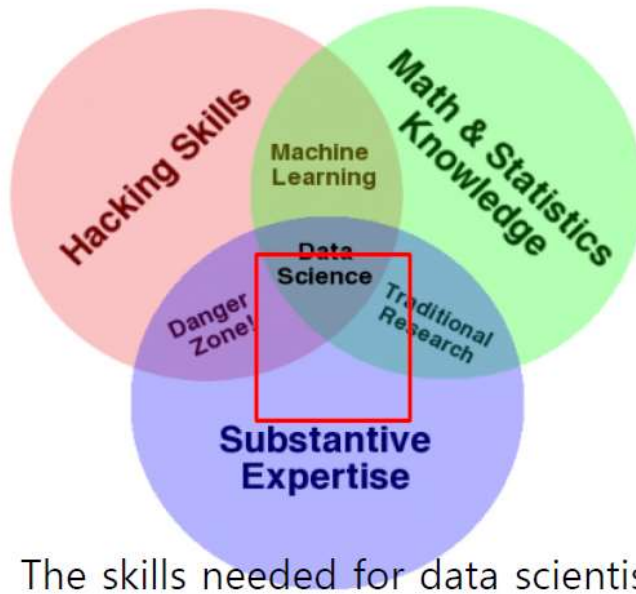 Hacking Skills
Math & Statistics
Knowledge
Machine
Learning
Data
Science
Danger
Zone!
Traditional
Research
Substantive
Expertise
The skills needed for data scientis